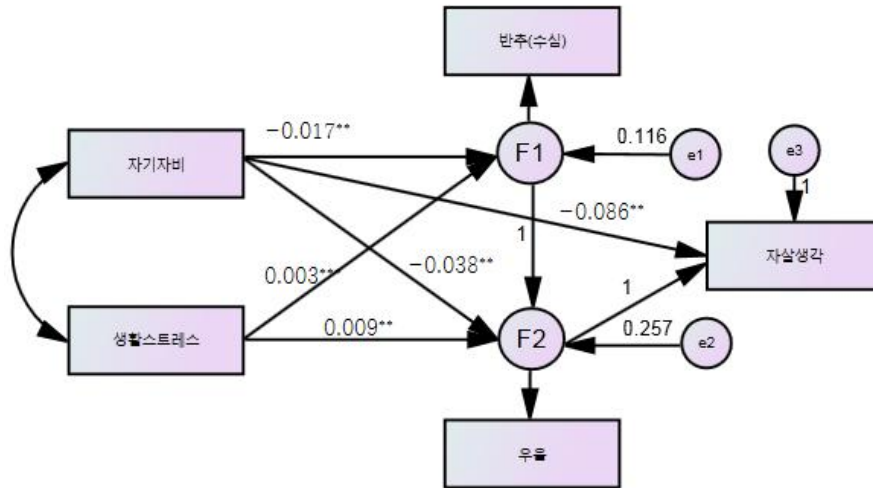 반추(수심)
-0.017**
0.116
F1
e1
e3
자기자비
1
-0.086**
1
자살생각
0.003***
-0.038**
1
생활스트레스
0.009**
F2
0.257
e2
우울